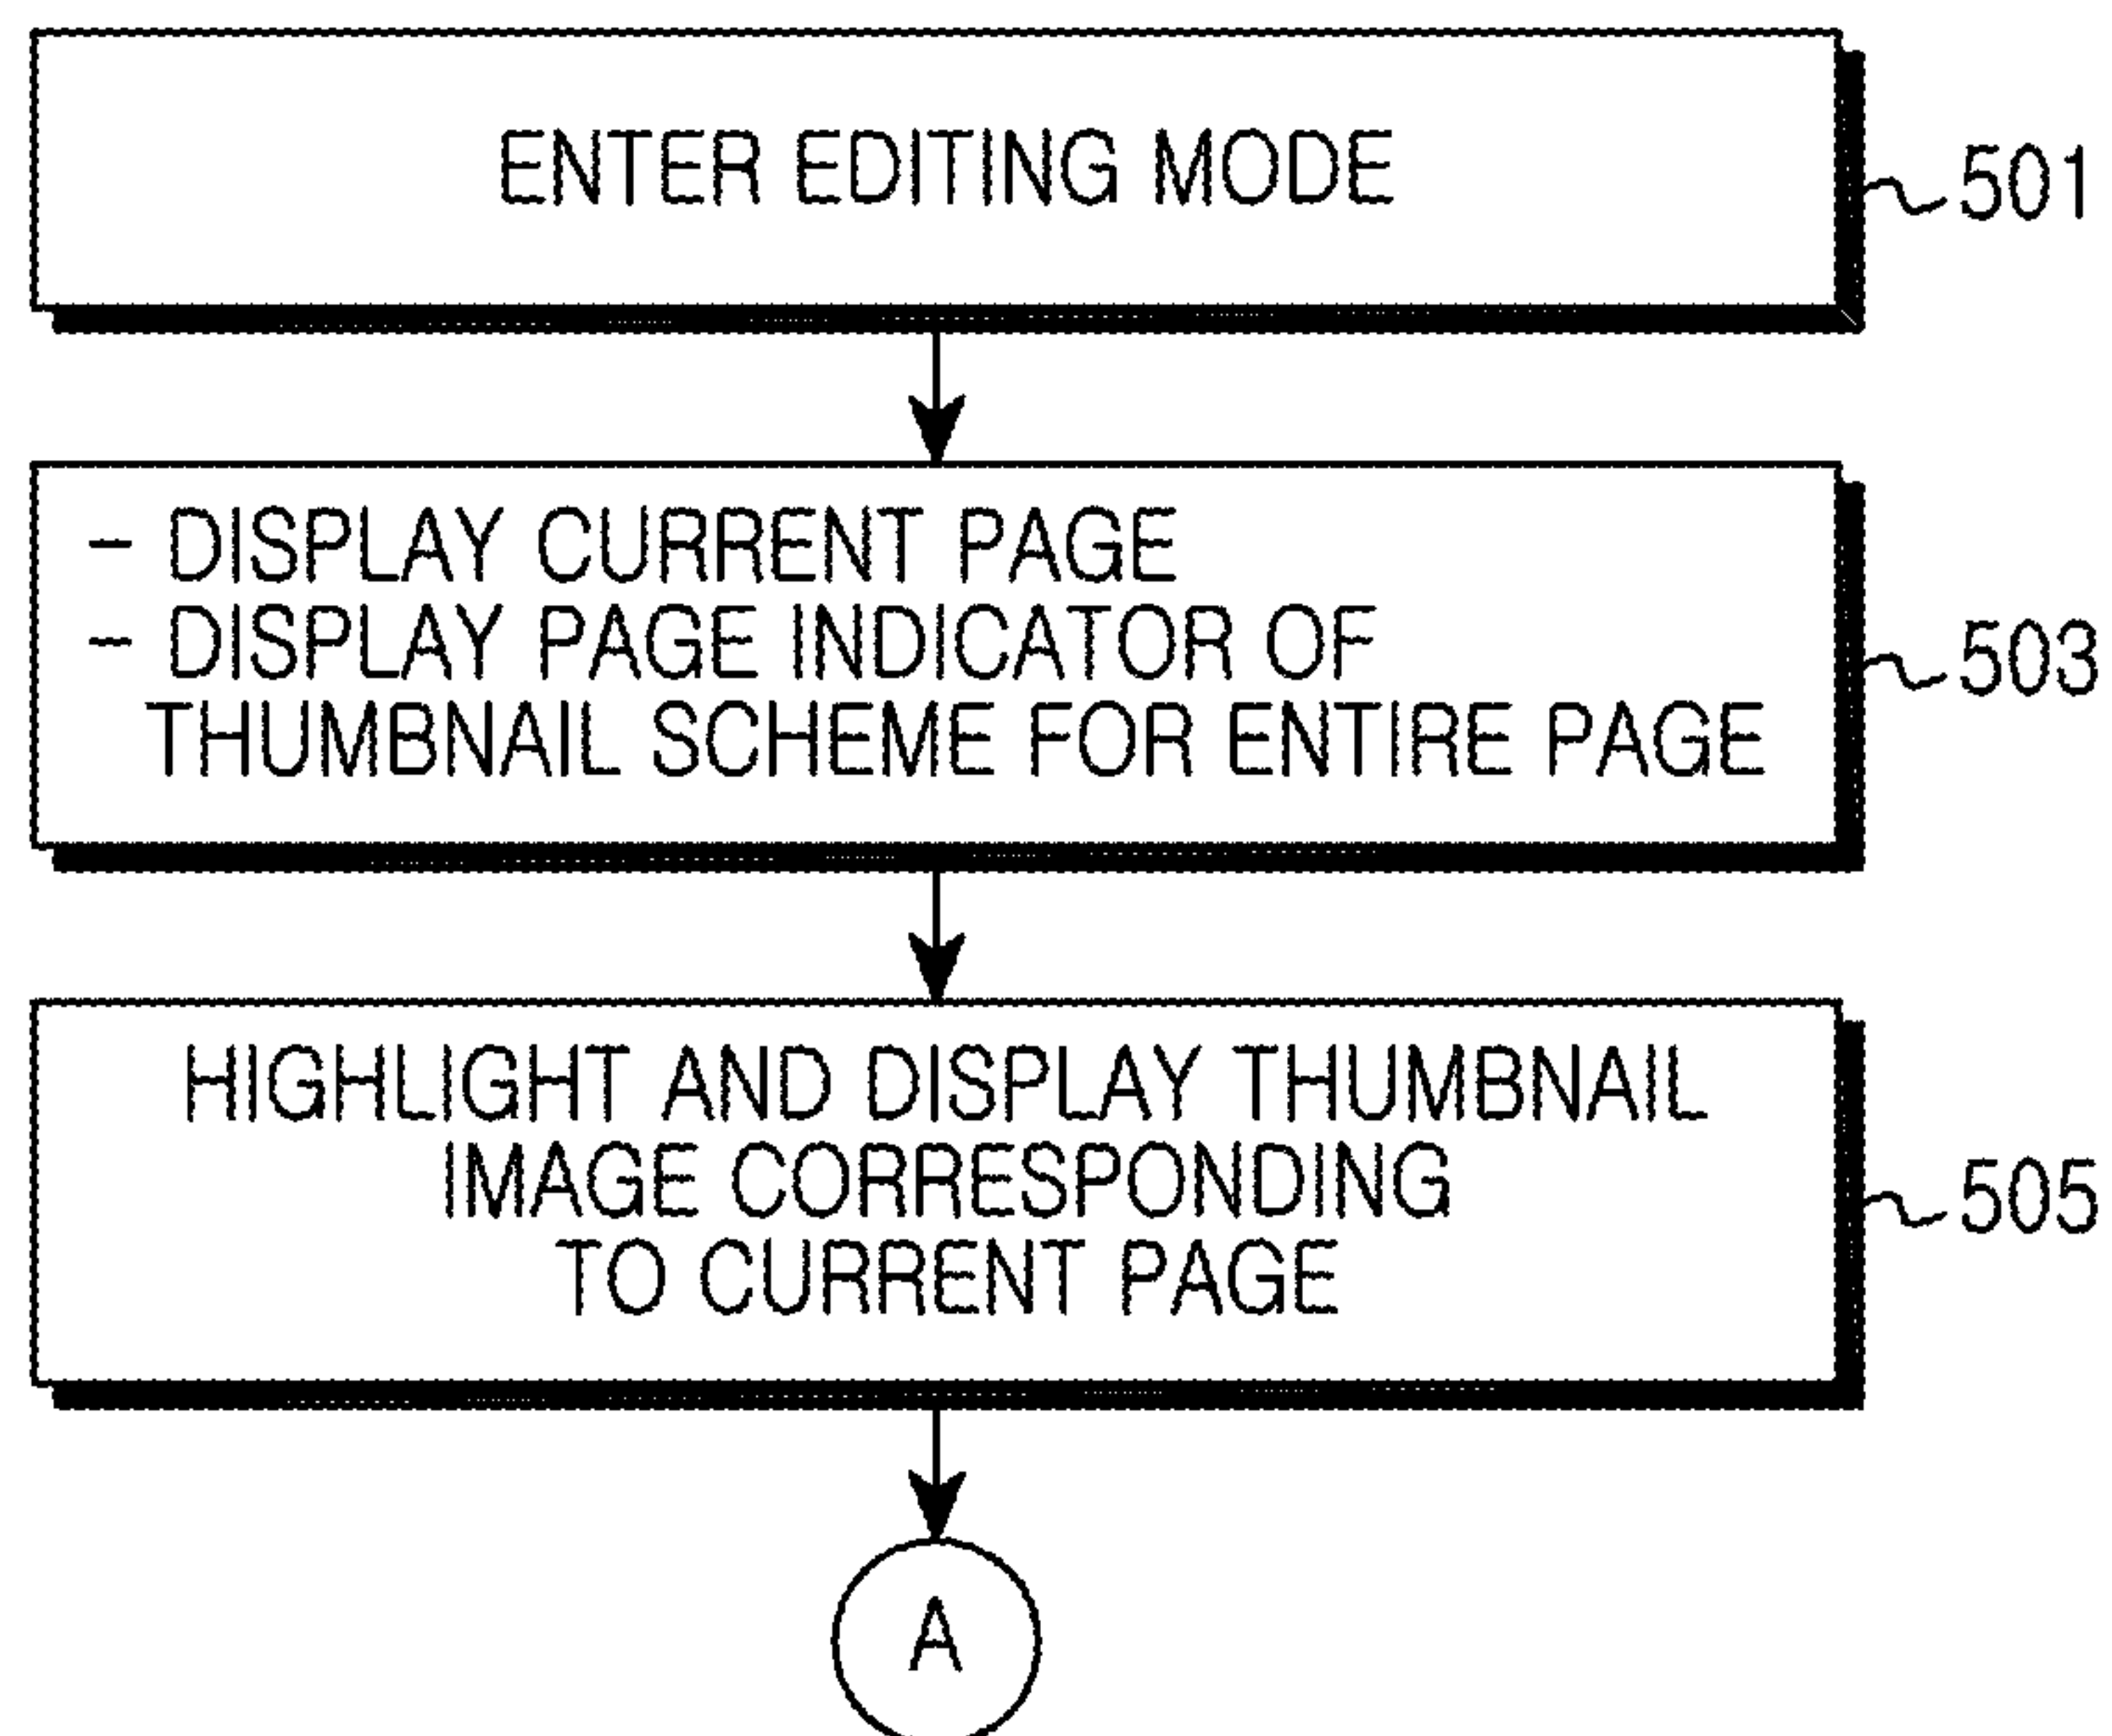 ENTER EDITING MODE
501
- DISPLAY CURRENT PAGE
- DISPLAY PAGE INDICATOR OF
THUMBNAIL SCHEME FOR ENTIRE PAGE
503
HIGHLIGHT AND DISPLAY THUMBNAIL
IMAGE CORRESPONDING
TO CURRENT PAGE
505
A